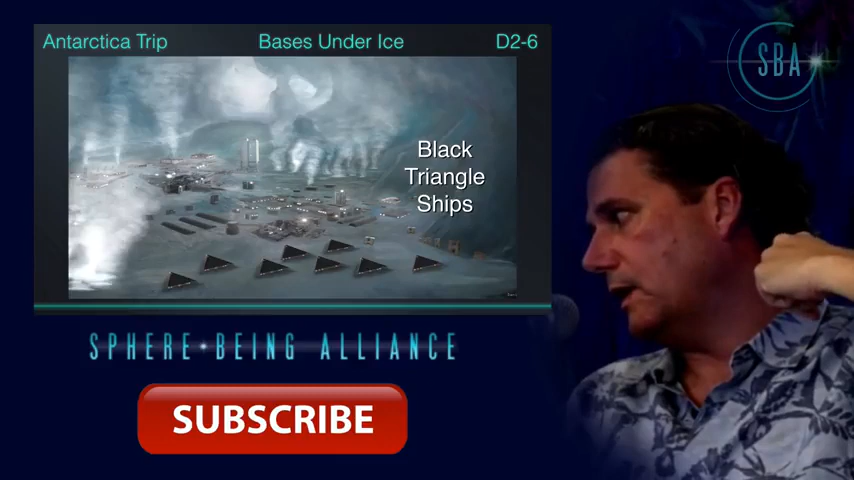 Antarctica Trip Bases Under Ice D2-6
Black
Triangle
Ships
SBA
SPHERE BEING ALLIANCE
SUBSCRIBE